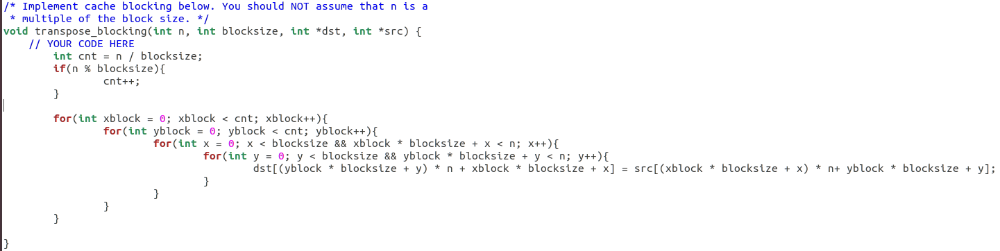 /* Implement cache blocking below. You should NOT assume that n is a
 * multiple of the block size. */
void transpose_blocking(int n, int blocksize, int *dst, int *src) {
    // YOUR CODE HERE
        int cnt = n / blocksize;
        if(n % blocksize){
                cnt++;
        }

        for(int xblock = 0; xblock < cnt; xblock++){
                for(int yblock = 0; yblock < cnt; yblock++){
                        for(int x = 0; x < blocksize && xblock * blocksize + x < n; x++){
                                for(int y = 0; y < blocksize && yblock * blocksize + y < n; y++){
                                        dst[(yblock * blocksize + y) * n + xblock * blocksize + x] = src[(xblock * blocksize + x) * n+ yblock * blocksize + y];
                                }
                        }
                }
        }

}